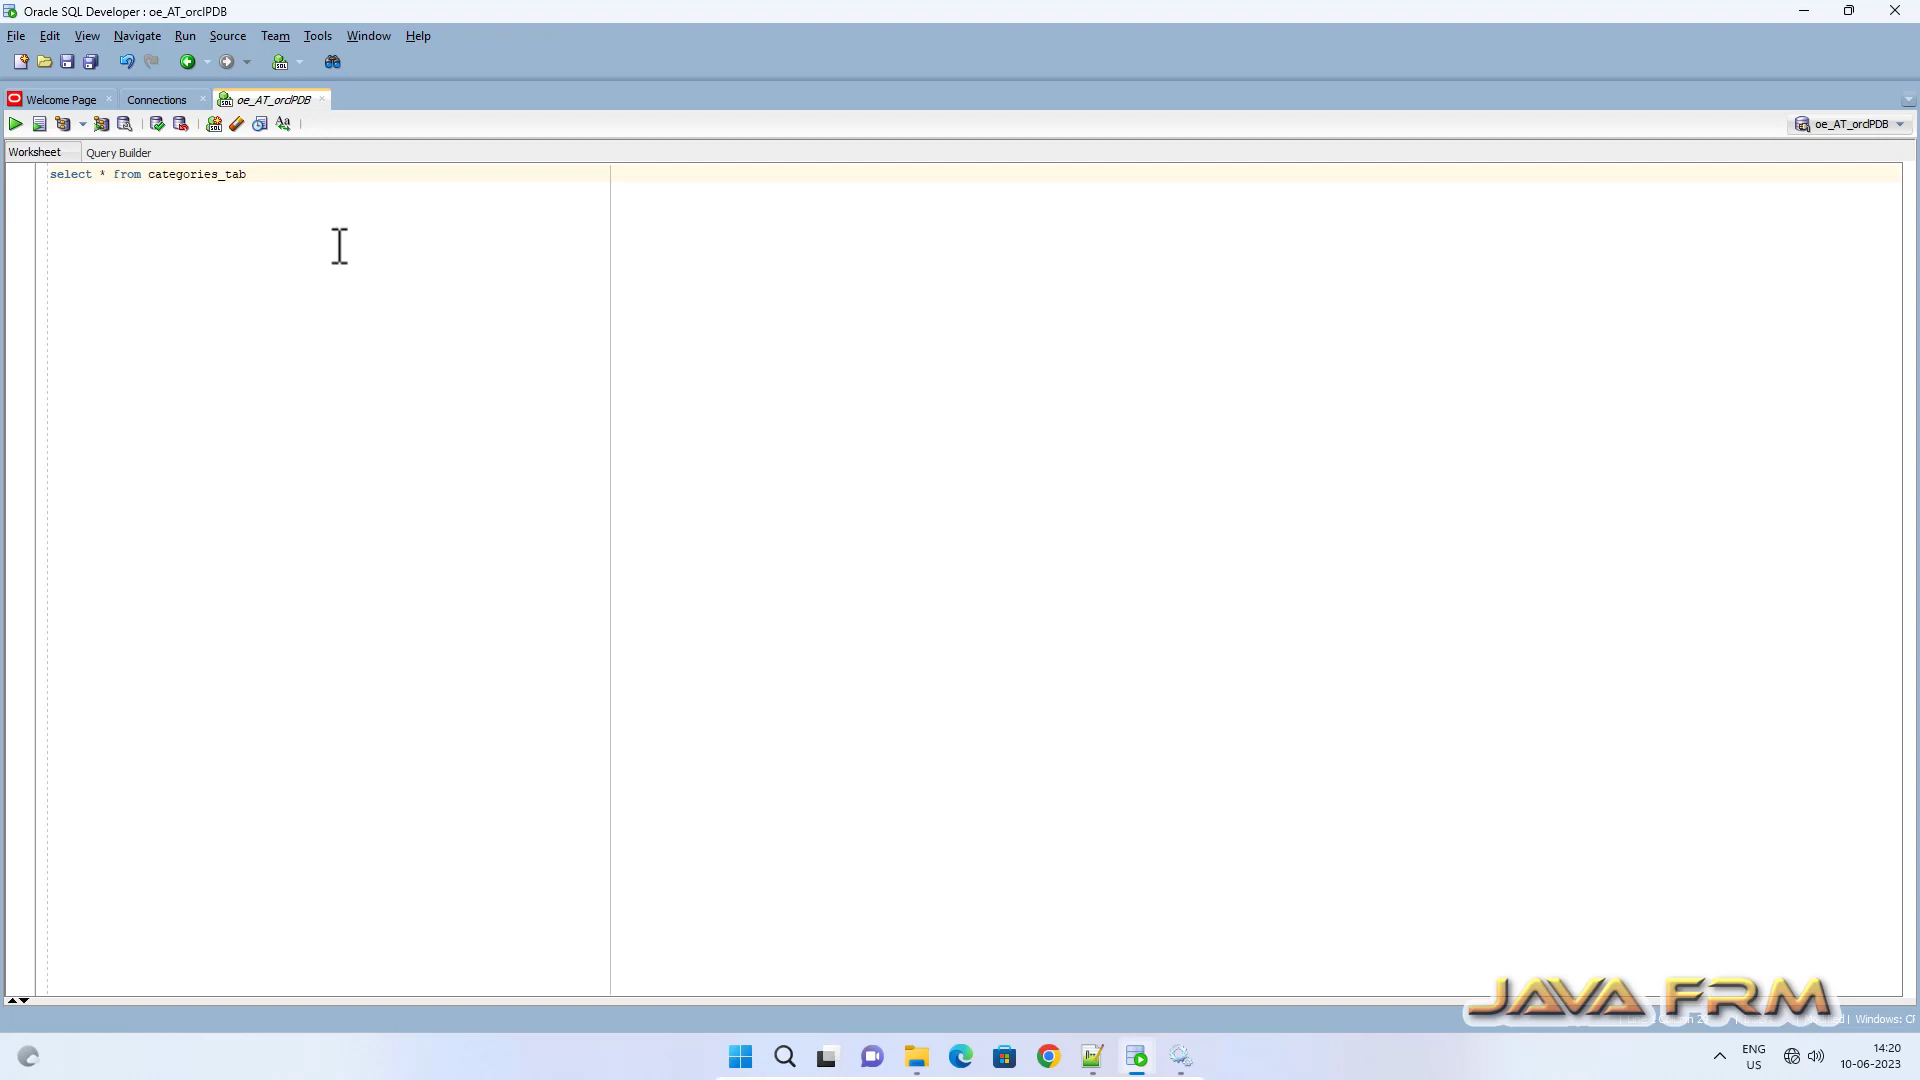 Oracle SQL Developer : oe_AT_orclPDB
File Edit View Navigate Run Source Team Tools Window Help
Welcome Page Connections oe_AT_orclPDB
oe_AT_orclPDB
Worksheet Query Builder
select * from categories_tab
JAVA FRM
Windows: CR
ENG
US
14:20
10-06-2023